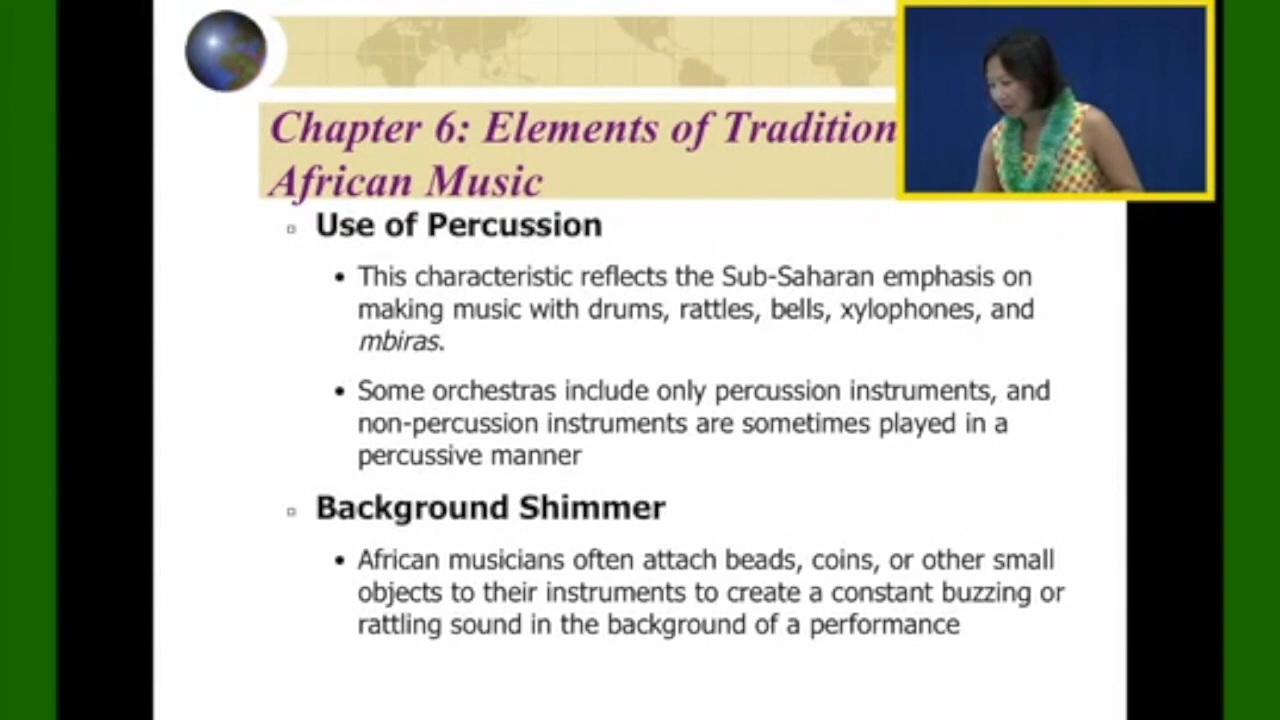 Chapter 6: Elements of Tradition
African Music
Use of Percussion
• This characteristic reflects the Sub-Saharan emphasis on
making music with drums, rattles, bells, xylophones, and
mbiras.
• Some orchestras include only percussion instruments, and
non-percussion instruments are sometimes played in a
percussive manner
Background Shimmer
• African musicians often attach beads, coins, or other small
objects to their instruments to create a constant buzzing or
rattling sound in the background of a performance